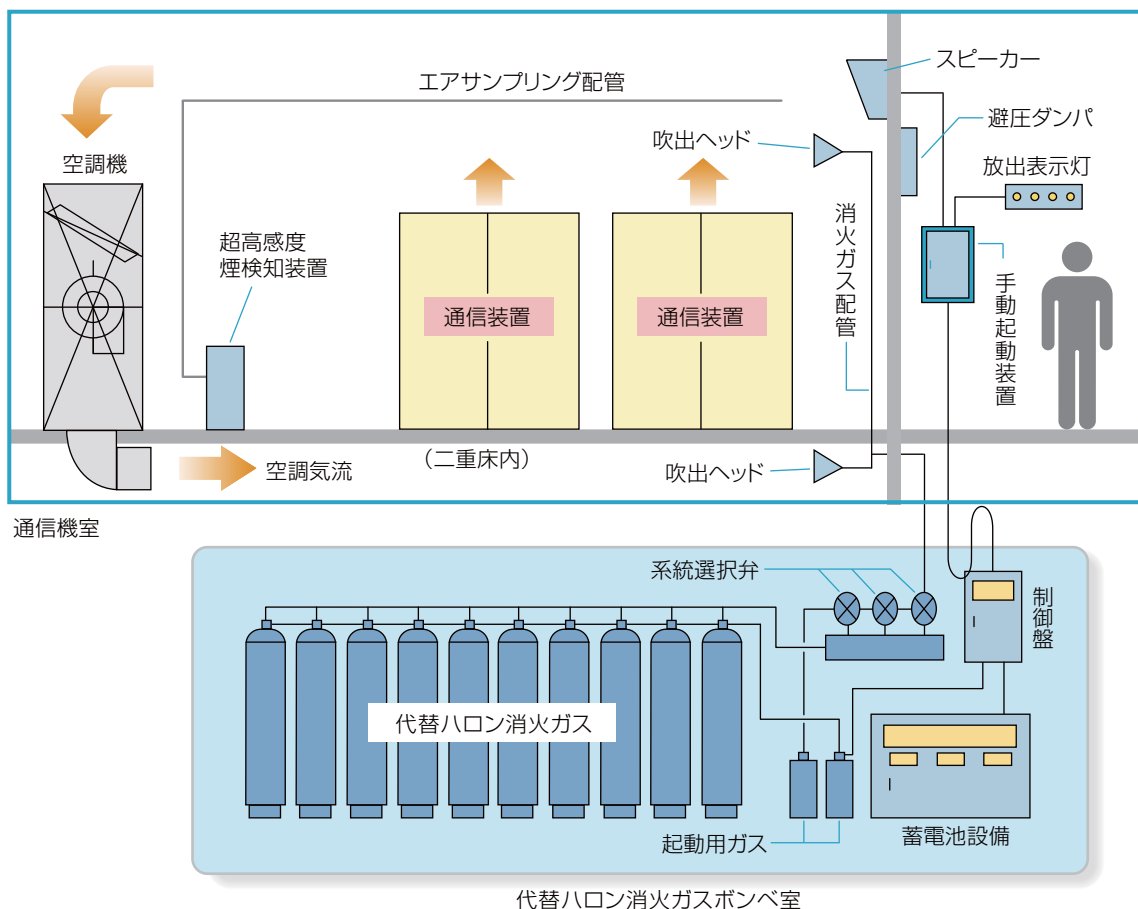 スピーカー
エアサンプリング配管
避圧ダンパ
吹出ヘッド
空調機
放出表示灯
消火ガス配管
超高感度
煙検知装置
通信装置
通信装置
手動起動装置
（二重床内）
空調気流
吹出ヘッド
通信機室
系統選択弁
制御盤
代替ハロン消火ガス
起動用ガス
蓄電池設備
代替ハロン消火ガスボンベ室